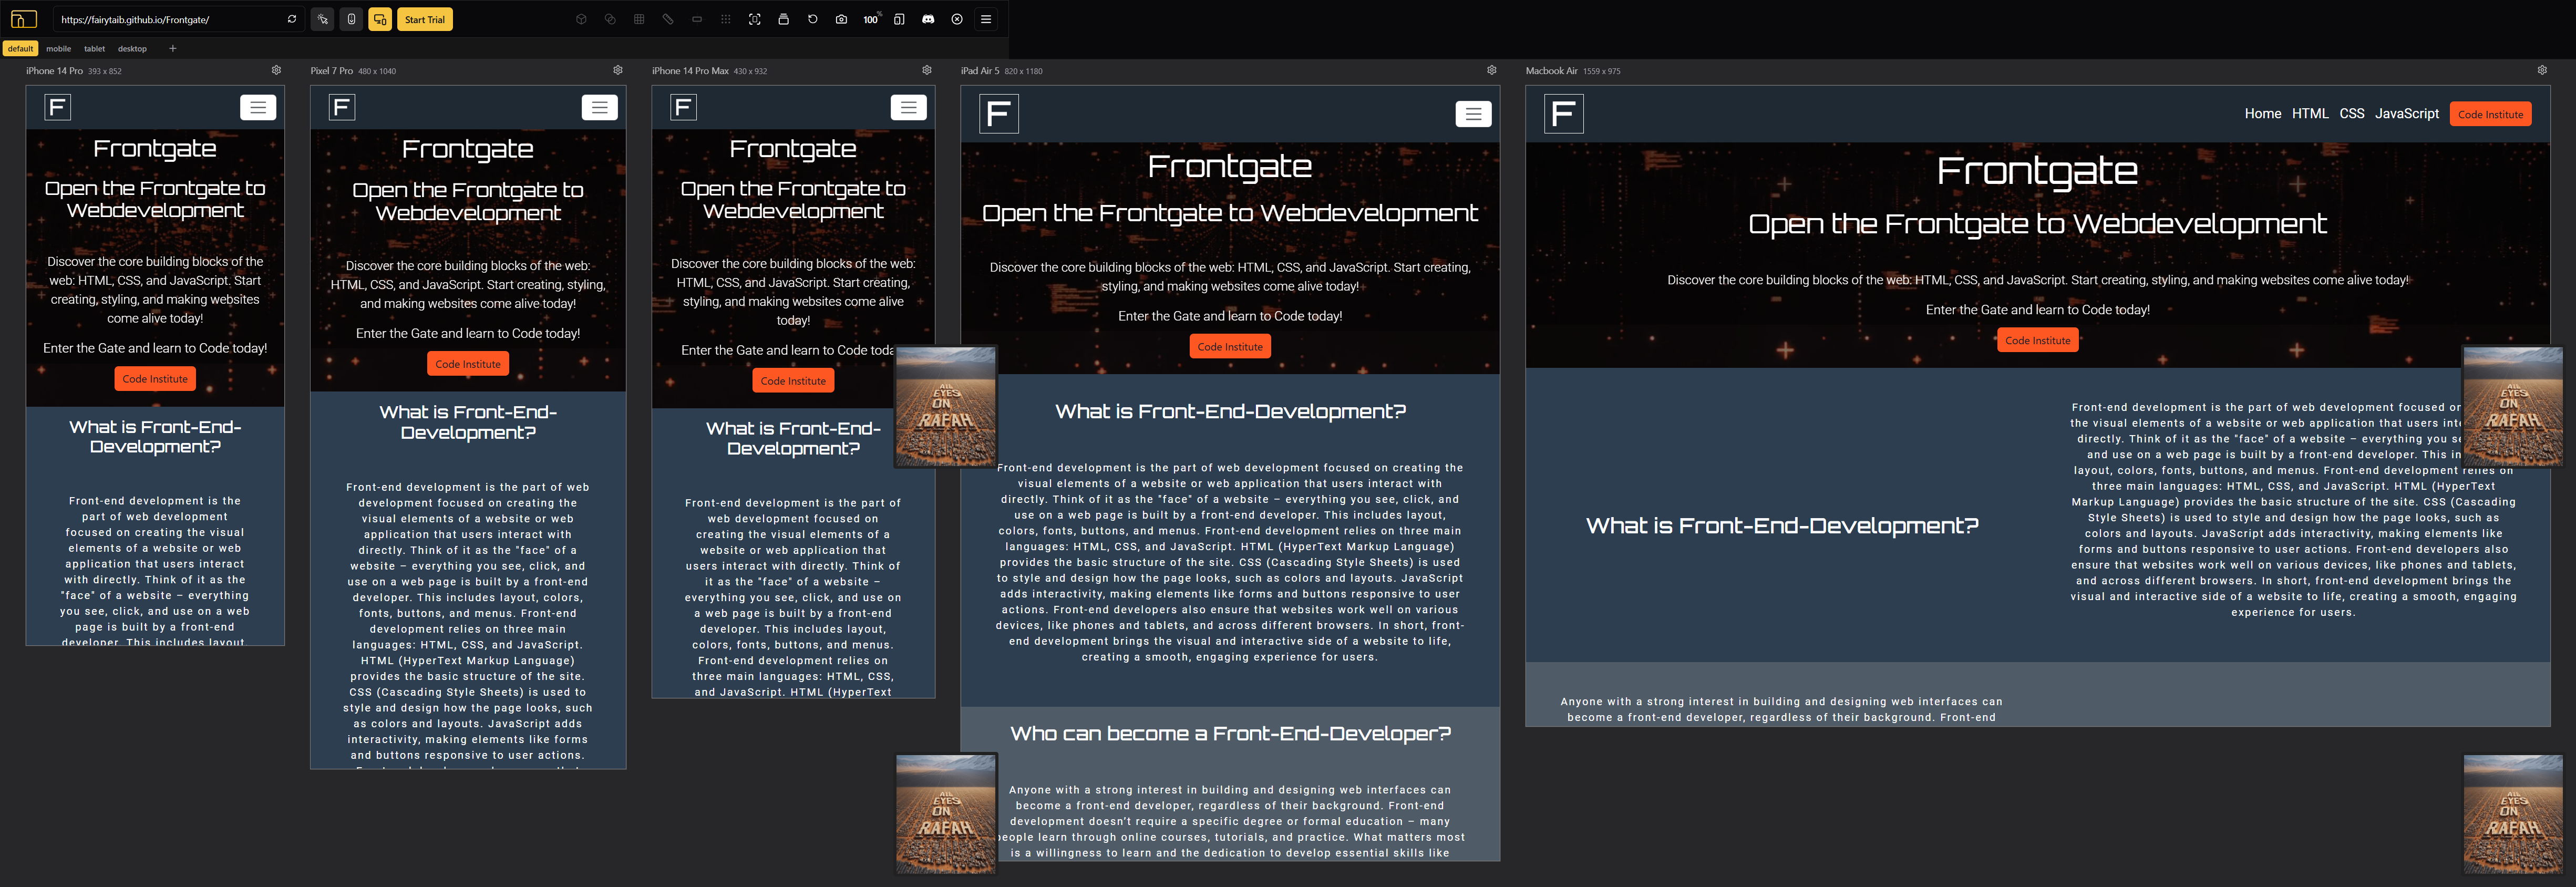 https://fairytaib.github.io/Frontgate/
Start Trial
100%
default
mobile
tablet
desktop
iPhone 14 Pro 393 x 852
F
Frontgate
Open the Frontgate to
Webdevelopment
Discover the core building blocks of the
web: HTML, CSS, and JavaScript. Start
creating, styling, and making websites
come alive today!
Enter the Gate and learn to Code today!
Code Institute
What is Front-End-
Development?
Front-end development is the
part of web development
focused on creating the visual
elements of a website or web
application that users interact
with directly. Think of it as the
"face" of a website – everything
you see, click, and use on a web
page is built by a front-end
developer. This includes layout,
Pixel 7 Pro 480 x 1040
F
Frontgate
Open the Frontgate to
Webdevelopment
Discover the core building blocks of the web:
HTML, CSS, and JavaScript. Start creating, styling,
and making websites come alive today!
Enter the Gate and learn to Code today!
Code Institute
What is Front-End-
Development?
Front-end development is the part of web
development focused on creating the
visual elements of a website or web
application that users interact with
directly. Think of it as the "face" of a
website – everything you see, click, and
use on a web page is built by a front-end
developer. This includes layout, colors,
fonts, buttons, and menus. Front-end
development relies on three main
languages: HTML, CSS, and JavaScript.
HTML (HyperText Markup Language)
provides the basic structure of the site.
CSS (Cascading Style Sheets) is used to
style and design how the page looks, such
as colors and layouts. JavaScript adds
interactivity, making elements like forms
and buttons responsive to user actions.
iPhone 14 Pro Max 430 x 932
F
Frontgate
Open the Frontgate to
Webdevelopment
Discover the core building blocks of the web:
HTML, CSS, and JavaScript. Start creating,
styling, and making websites come alive
today!
Enter the Gate and learn to Code toda
Code Institute
What is Front-End-
Development?
Front-end development is the part of
web development focused on
creating the visual elements of a
website or web application that
users interact with directly. Think of
it as the "face" of a website –
everything you see, click, and use on
a web page is built by a front-end
developer. This includes layout,
colors, fonts, buttons, and menus.
Front-end development relies on
three main languages: HTML, CSS,
and JavaScript. HTML (HyperText
ALL
EYES
ON
RAFAH
ALL
EYES
ON
RAFAH
iPad Air 5 820 x 1180
F
Frontgate
Open the Frontgate to Webdevelopment
Discover the core building blocks of the web: HTML, CSS, and JavaScript. Start creating,
styling, and making websites come alive today!
Enter the Gate and learn to Code today!
Code Institute
What is Front-End-Development?
Front-end development is the part of web development focused on creating the
visual elements of a website or web application that users interact with
directly. Think of it as the "face" of a website – everything you see, click, and
use on a web page is built by a front-end developer. This includes layout,
colors, fonts, buttons, and menus. Front-end development relies on three main
languages: HTML, CSS, and JavaScript. HTML (HyperText Markup Language)
provides the basic structure of the site. CSS (Cascading Style Sheets) is used
to style and design how the page looks, such as colors and layouts. JavaScript
adds interactivity, making elements like forms and buttons responsive to user
actions. Front-end developers also ensure that websites work well on various
devices, like phones and tablets, and across different browsers. In short, front-
end development brings the visual and interactive side of a website to life,
creating a smooth, engaging experience for users.
Who can become a Front-End-Developer?
Anyone with a strong interest in building and designing web interfaces can
become a front-end developer, regardless of their background. Front-end
development doesn't require a specific degree or formal education – many
people learn through online courses, tutorials, and practice. What matters most
is a willingness to learn and the dedication to develop essential skills like
Macbook Air 1559 x 975
F
Home HTML CSS JavaScript Code Institute
Frontgate
Open the Frontgate to Webdevelopment
Discover the core building blocks of the web: HTML, CSS, and JavaScript. Start creating, styling, and making websites come alive today!
Enter the Gate and learn to Code today!
Code Institute
What is Front-End-Development?
Front-end development is the part of web development focused or
the visual elements of a website or web application that users inte
directly. Think of it as the "face" of a website – everything you se
and use on a web page is built by a front-end developer. This in
layout, colors, fonts, buttons, and menus. Front-end development relies on
three main languages: HTML, CSS, and JavaScript. HTML (HyperText
Markup Language) provides the basic structure of the site. CSS (Cascading
Style Sheets) is used to style and design how the page looks, such as
colors and layouts. JavaScript adds interactivity, making elements like
forms and buttons responsive to user actions. Front-end developers also
ensure that websites work well on various devices, like phones and tablets,
and across different browsers. In short, front-end development brings the
visual and interactive side of a website to life, creating a smooth, engaging
experience for users.
Anyone with a strong interest in building and designing web interfaces can
become a front-end developer, regardless of their background. Front-end
ALL
EYES
ON
RAFAH
ALL
EYES
ON
RAFAH